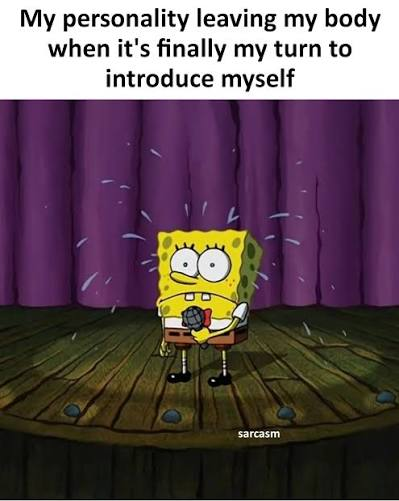 My personality leaving my body
when it's finally my turn to
introduce myself
sarcasm